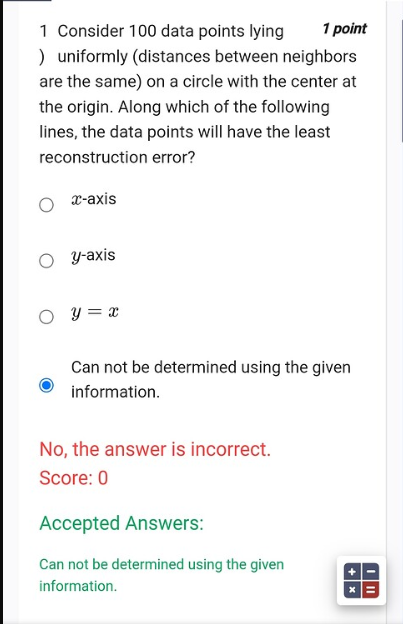 1 Consider 100 data points lying 1 point
) uniformly (distances between neighbors
are the same) on a circle with the center at
the origin. Along which of the following
lines, the data points will have the least
reconstruction error?
x-axis
y-axis
y = x
Can not be determined using the given
information.
No, the answer is incorrect.
Score: 0
Accepted Answers:
Can not be determined using the given
information.
+ −
× =